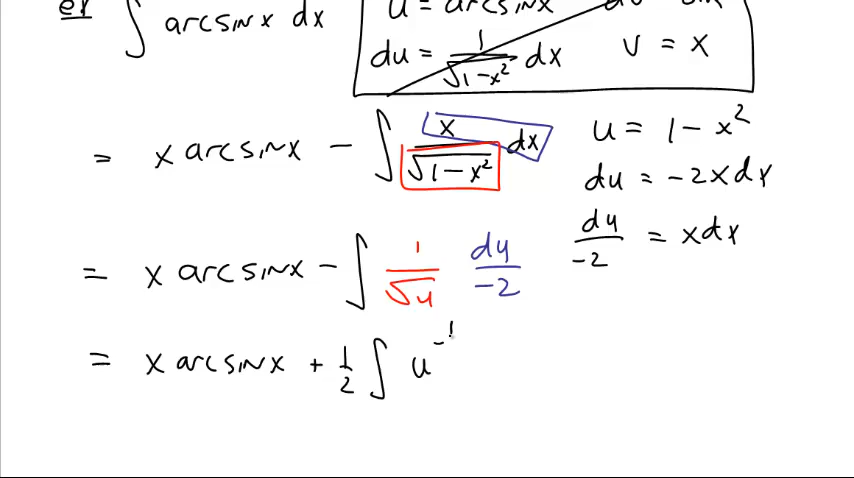 ex ∫ arcsin x dx
u = arcsin x
du = 1/√(1-x²) dx v = x
= x arcsin x - ∫ x/√(1-x²) dx
u = 1 - x²
du = -2x dx
du/-2 = x dx
= x arcsin x - ∫ 1/√u du/-2
= x arcsin x + 1/2 ∫ u^-1